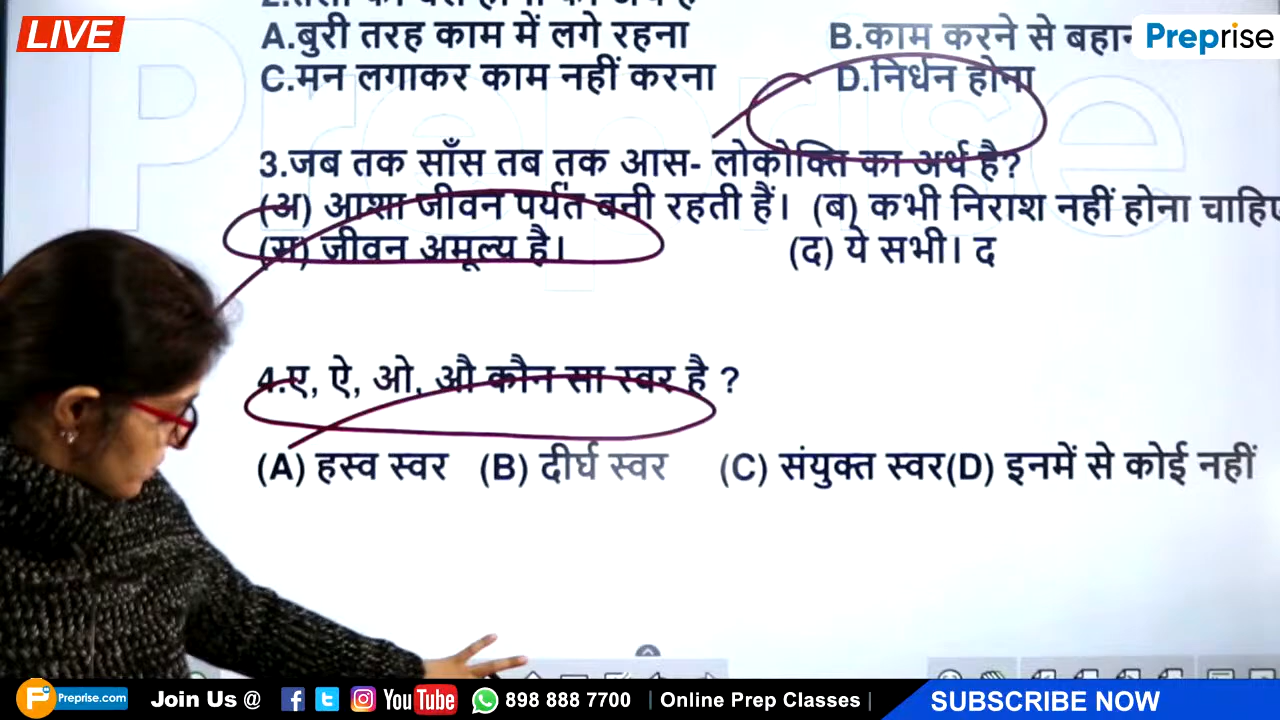 LIVE
Preprise
A.बुरी तरह काम में लगे रहना B.काम करने से
C.मन लगाकर काम नहीं करना D.निर्धन होना
3.जब तक साँस तब तक आस- लोकोक्ति का अर्थ है?
(अ) आशा जीवन पर्यंत बनी रहती हैं। (ब) कभी निराश नहीं होना
(स) जीवन अमूल्य है। (द) ये सभी। द
4.ए, ऐ, ओ, औ कौन सा स्वर है ?
(A) हस्व स्वर (B) दीर्घ स्वर (C) संयुक्त स्वर(D) इनमें से कोई नहीं
Preprise.com Join Us @ YouTube 898 888 7700 | Online Prep Classes | SUBSCRIBE NOW